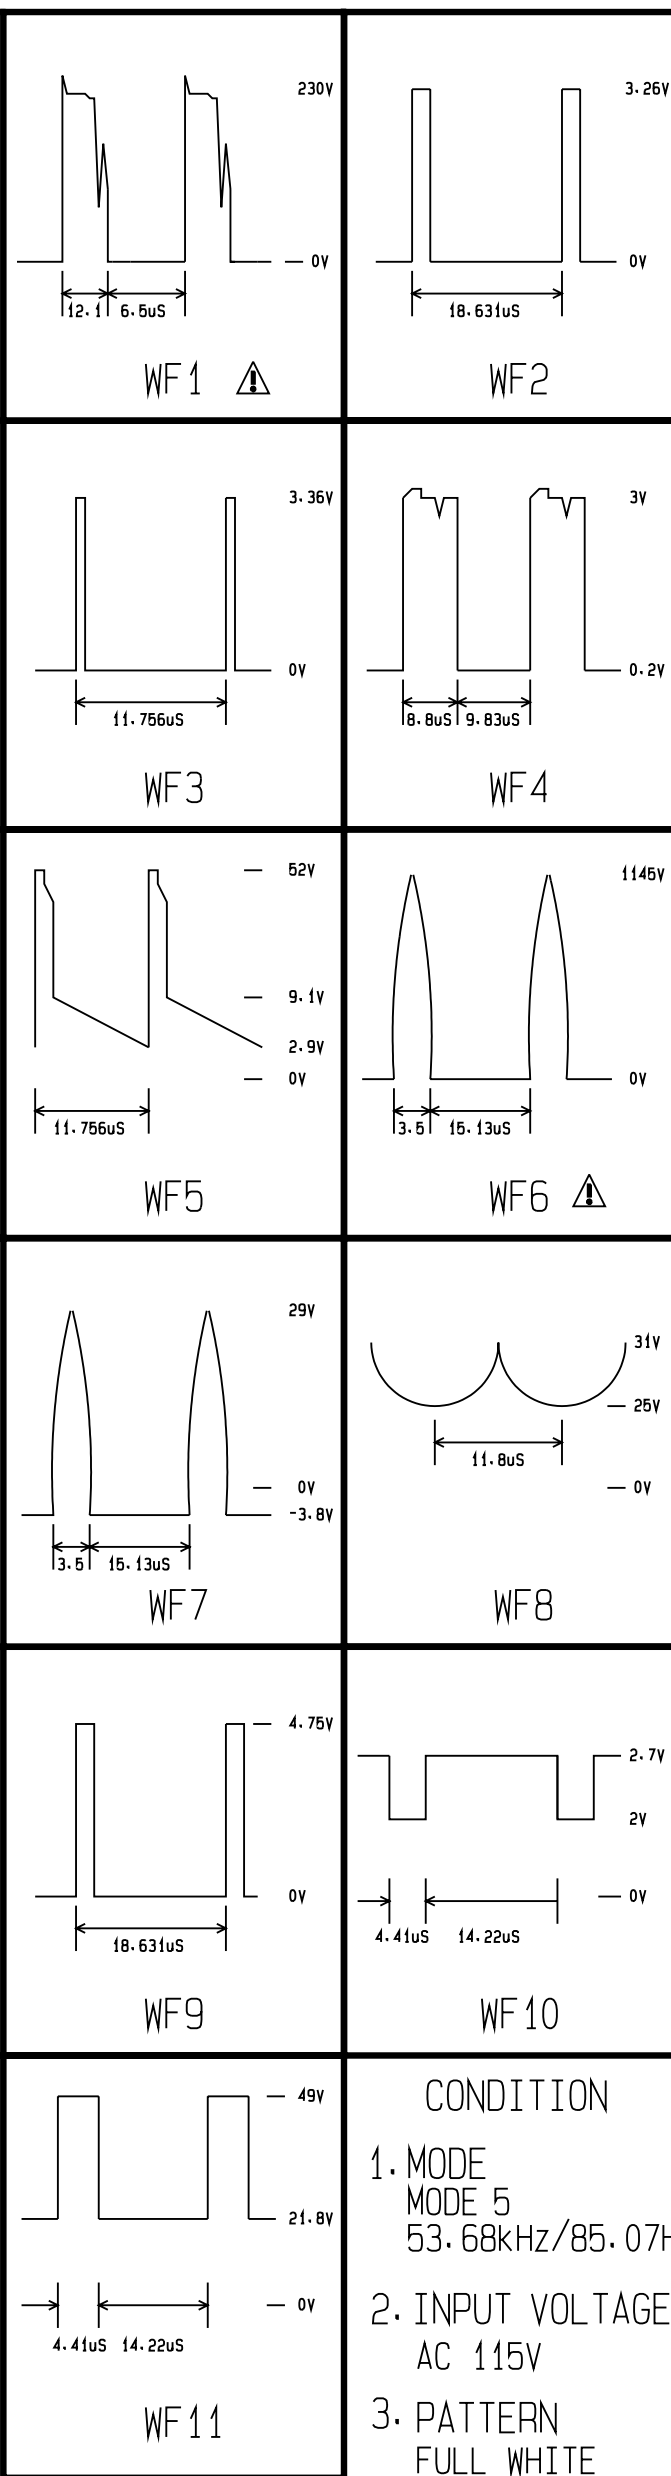 230V
0V
12.1 6.5uS
WF1
3.26V
0V
18.631uS
WF2
3.36V
0V
11.756uS
WF3
3V
0.2V
8.8uS 9.83uS
WF4
52V
9.1V
2.9V
0V
11.756uS
WF5
1145V
0V
3.5 15.13uS
WF6
29V
0V
-3.8V
3.5 15.13uS
WF7
31V
25V
11.8uS
0V
WF8
4.75V
0V
18.631uS
WF9
2.7V
2V
0V
4.41uS 14.22uS
WF10
49V
21.8V
0V
4.41uS 14.22uS
WF11
CONDITION
1. MODE
MODE 5
53.68kHz/85.07H
2. INPUT VOLTAGE
AC 115V
3. PATTERN
FULL WHITE